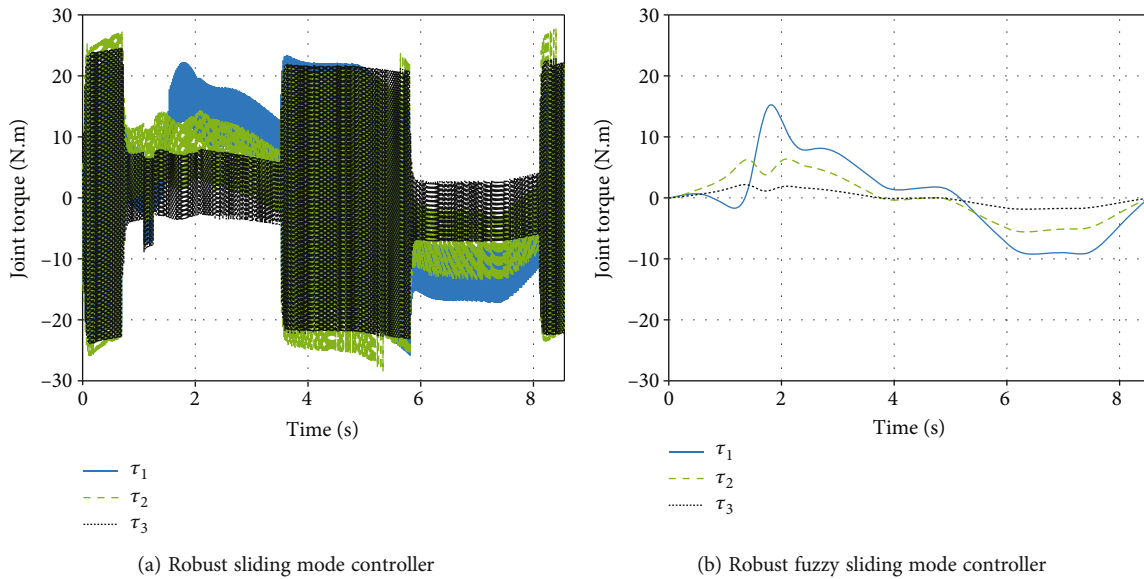 30
20
10
0
−10
−20
−30
Joint torque (N.m)
0
2
4
6
8
Time (s)
τ1
τ2
τ3
(a) Robust sliding mode controller
30
20
10
0
−10
−20
−30
Joint torque (N.m)
0
2
4
6
8
Time (s)
τ1
τ2
τ3
(b) Robust fuzzy sliding mode controller